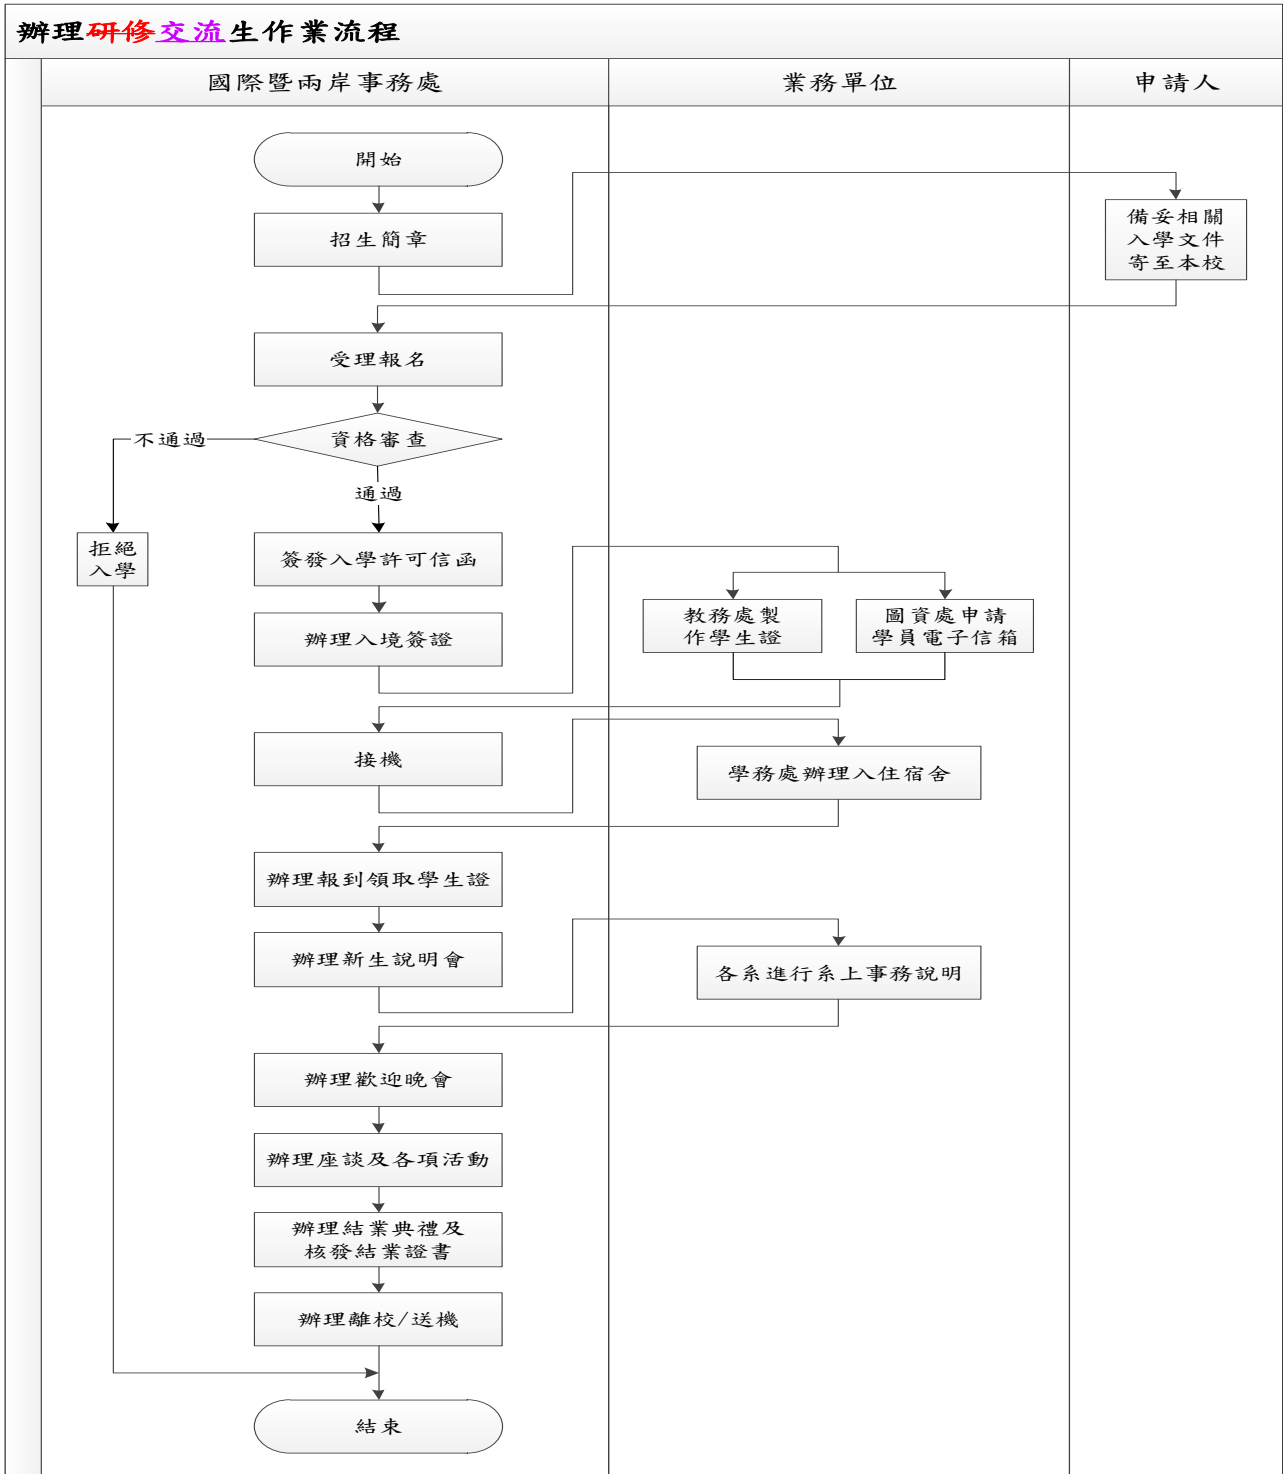 辦理研修交流生作業流程
國際暨兩岸事務處
業務單位
申請人
開始
招生簡章
備妥相關
入學文件
寄至本校
受理報名
資格審查
不通過
通過
拒絕
入學
簽發入學許可信函
辦理入境簽證
教務處製
作學生證
圖資處申請
學員電子信箱
接機
學務處辦理入住宿舍
辦理報到領取學生證
辦理新生說明會
各系進行系上事務說明
辦理歡迎晚會
辦理座談及各項活動
辦理結業典禮及
核發結業證書
辦理離校/送機
結束